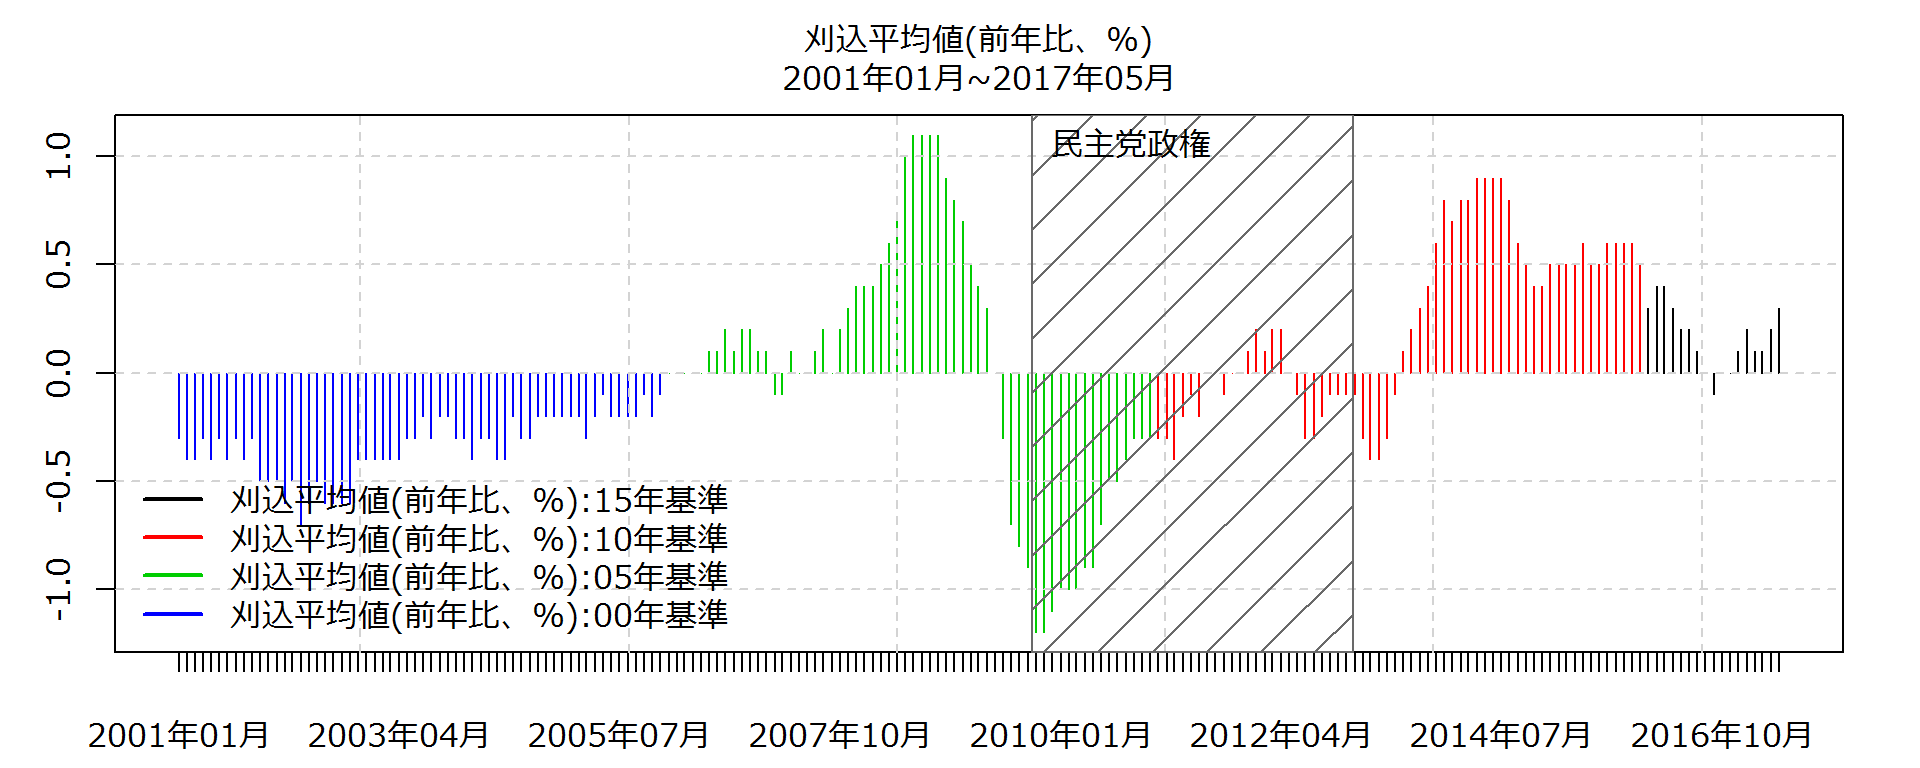 刈込平均値(前年比、%)
2001年01月~2017年05月
民主党政権
1.0
0.5
0.0
-0.5
-1.0
刈込平均値(前年比、%):15年基準
刈込平均値(前年比、%):10年基準
刈込平均値(前年比、%):05年基準
刈込平均値(前年比、%):00年基準
2001年01月 2003年04月 2005年07月 2007年10月 2010年01月 2012年04月 2014年07月 2016年10月